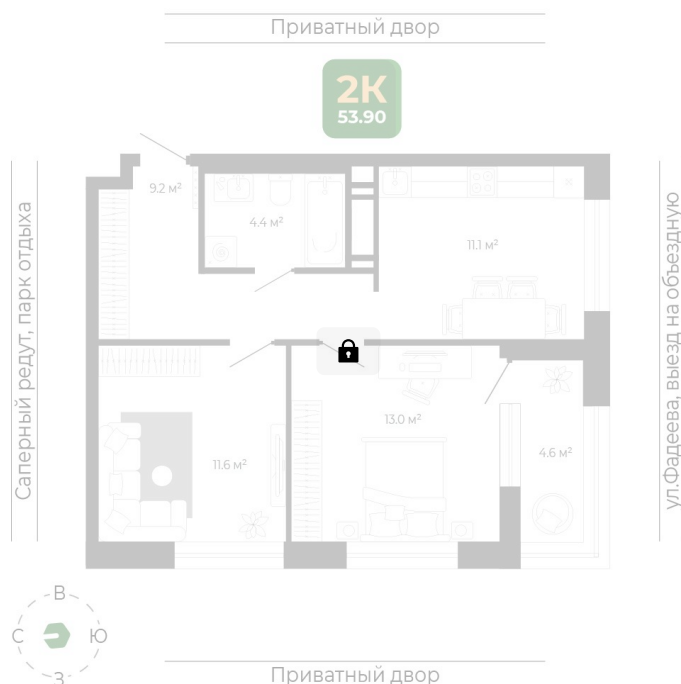 Приватный двор
2К
53.90
9.2 м²
4.4 м²
11.1 м²
Саперный редут, парк отдыха
ул.Фадеева, выезд на объездную
13.0 м²
11.6 м²
4.6 м²
В
С
Ю
З
Приватный двор